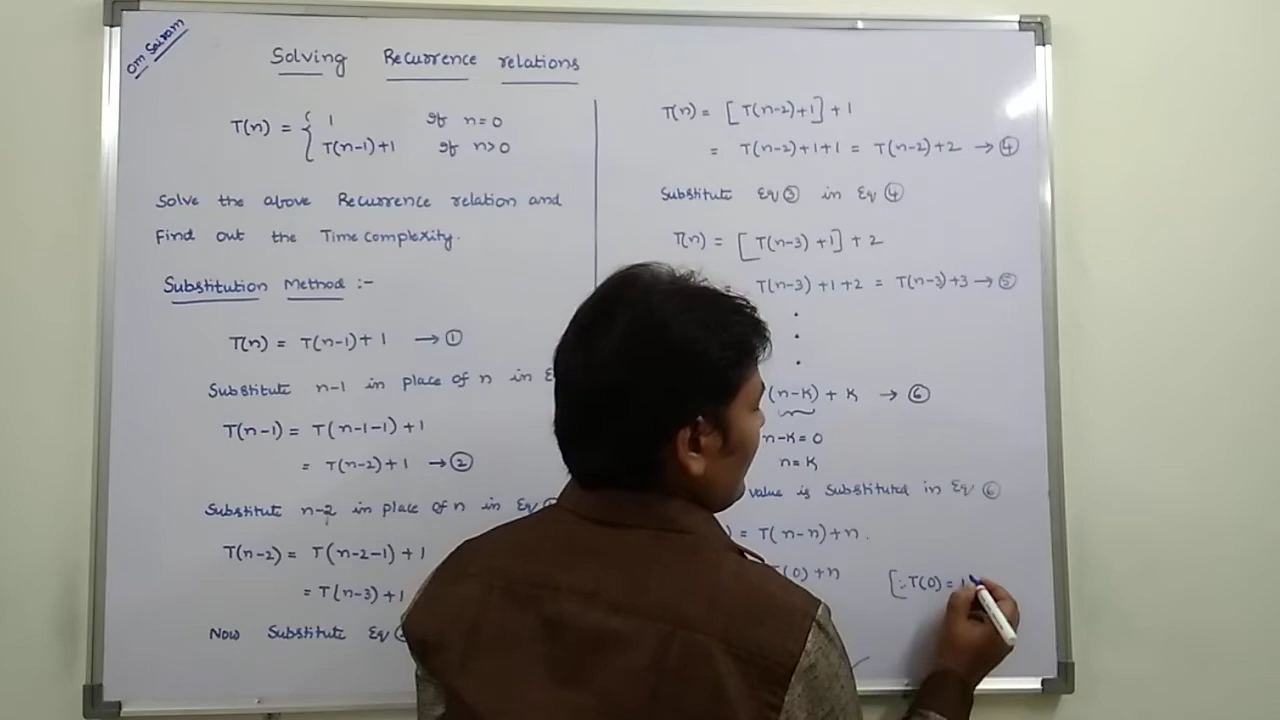 Om Sairam
Solving Recurrence relations
T(n) = { 1 if n=0
T(n-1)+1 if n>0
Solve the above Recurrence relation and
Find out the Time complexity.
Substitution Method :-
T(n) = T(n-1)+1 → ①
Substitute n-1 in place of n in
T(n-1) = T(n-1-1)+1
= T(n-2)+1 → ②
Substitute n-2 in place of n in Eq
T(n-2) = T(n-2-1)+1
= T(n-3)+1
Now Substitute Eq
T(n) = [T(n-2)+1]+1
= T(n-2)+1+1 = T(n-2)+2 → ④
Substitute Eq ③ in Eq ④
T(n) = [T(n-3)+1]+2
= T(n-3)+1+2 = T(n-3)+3 → ⑤
.
.
.
(n-K) + K → ⑥
n-K=0
n=K
value is substituted in Eq ⑥
) = T(n-n)+n.
T(0)+n [∵T(0)=1